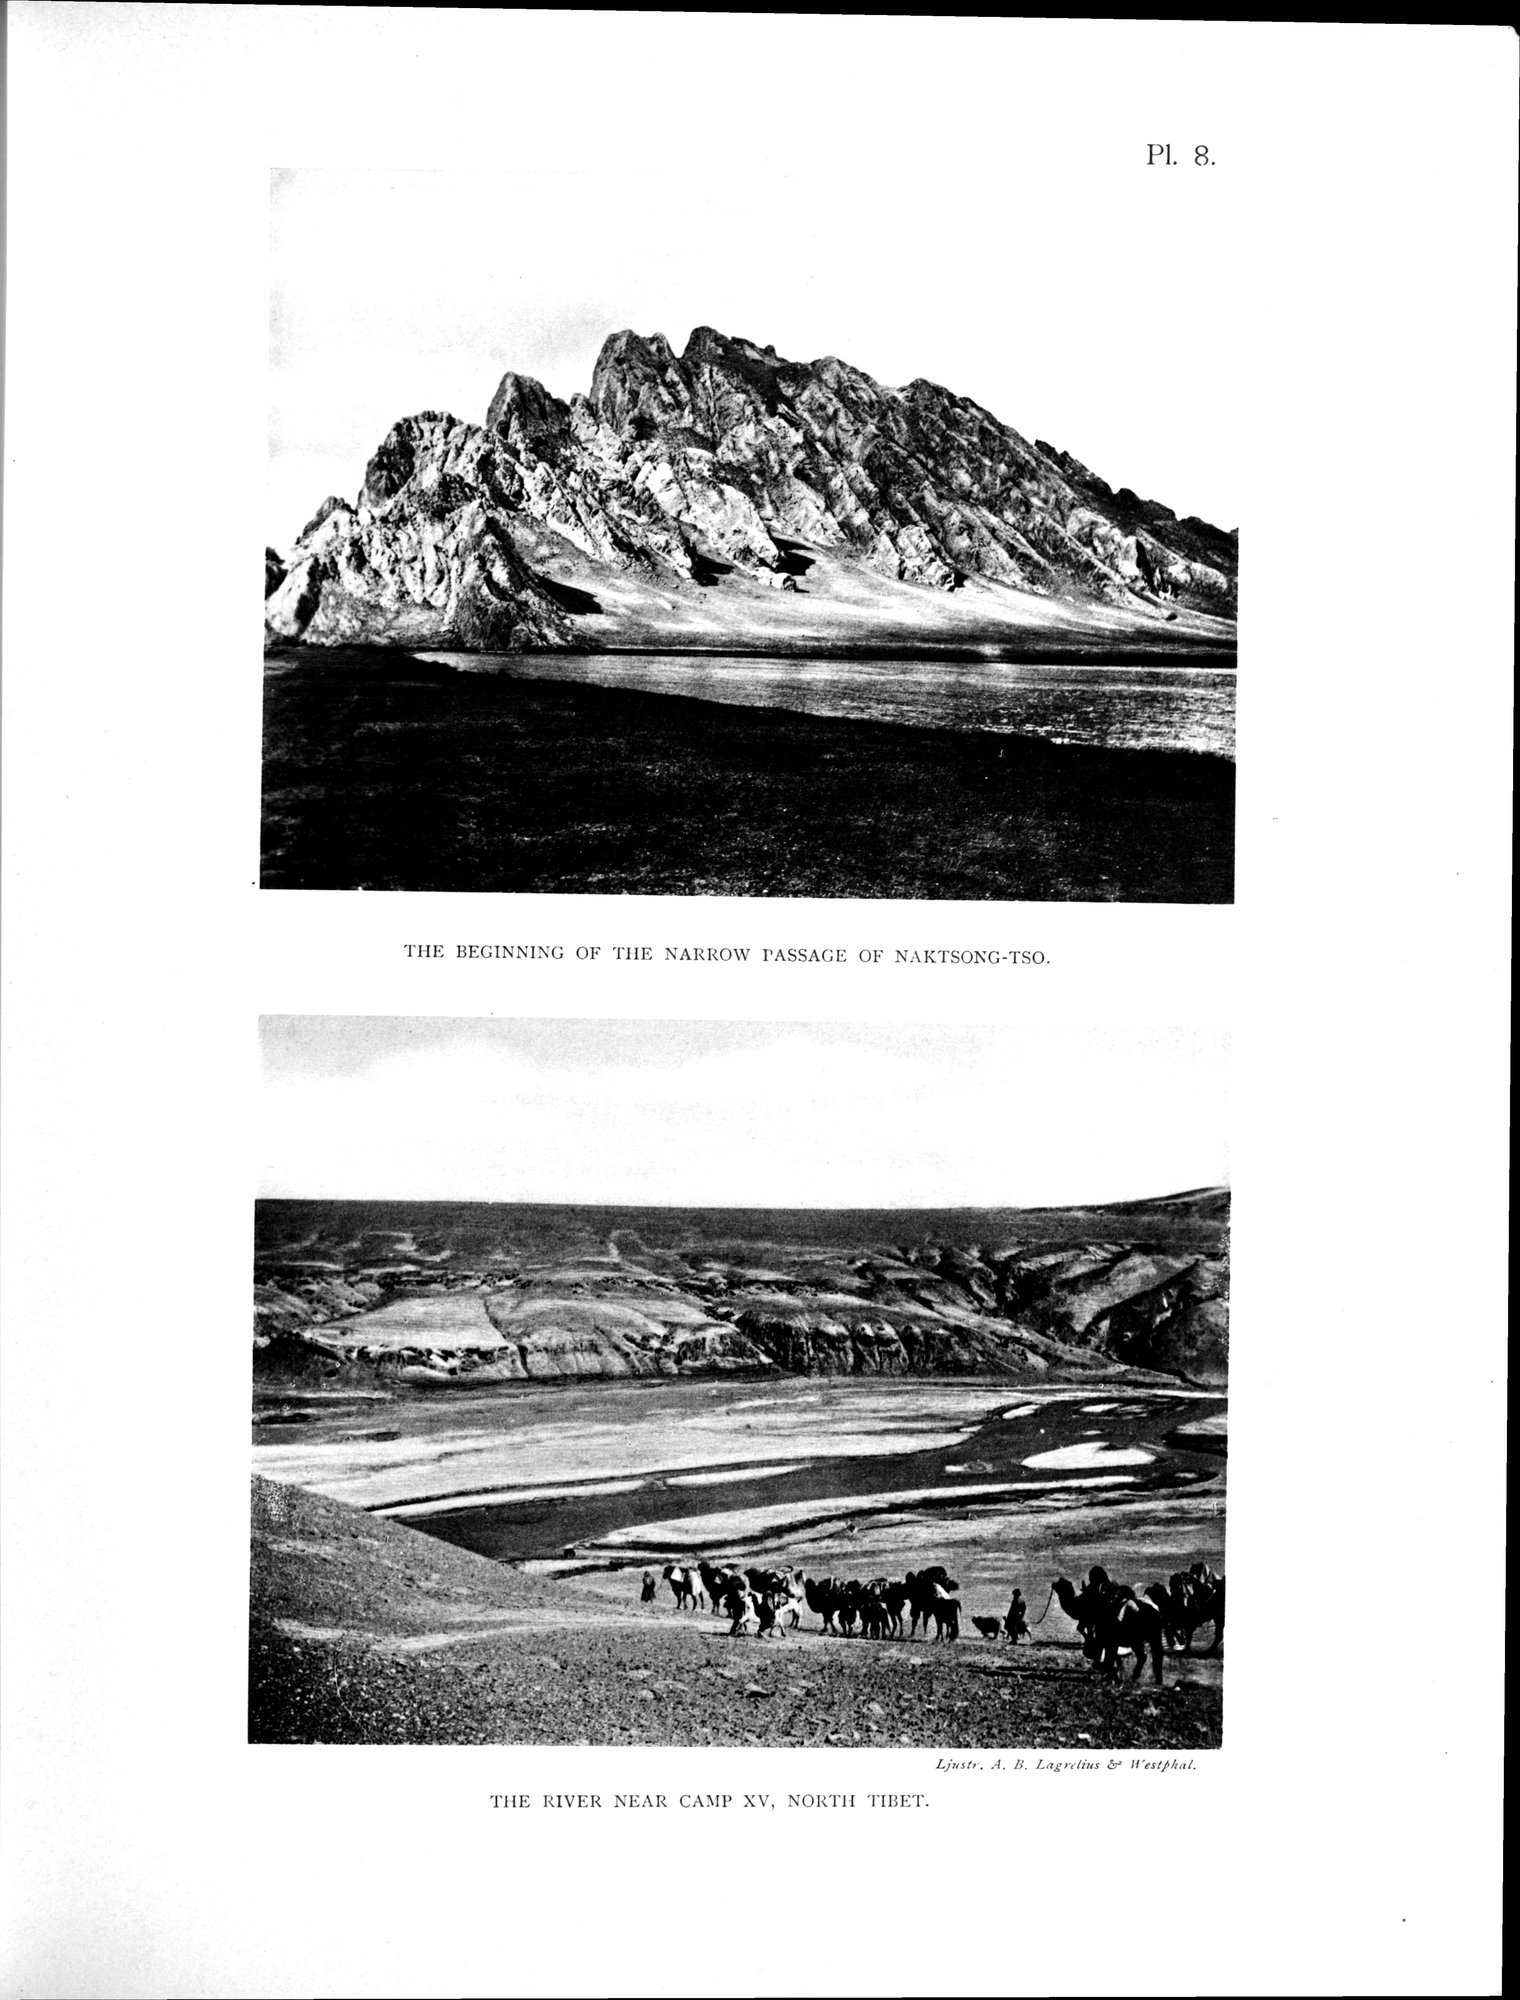 Pl. 8.
THE BEGINNING OF THE NARROW PASSAGE OF NAKTSONG-TSO.
Ljustr. A. B. Lagrelius & Westphal.
THE RIVER NEAR CAMP XV, NORTH TIBET.